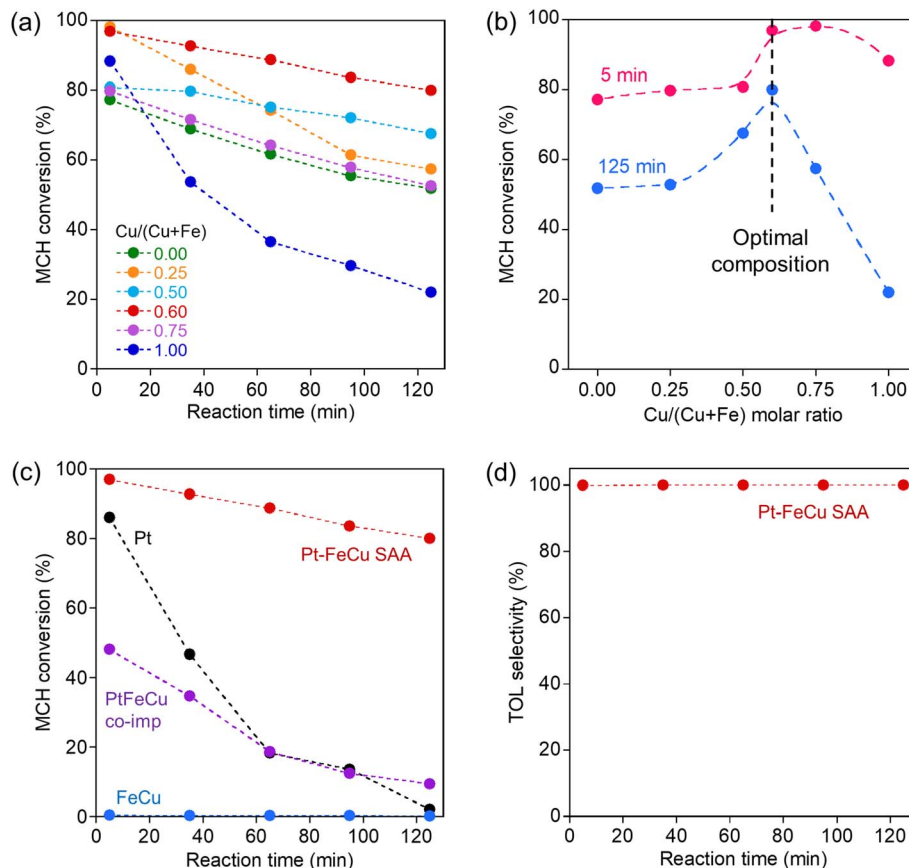 (a)
MCH conversion (%)
100
80
60
40
20
0
Cu/(Cu+Fe)
0.00
0.25
0.50
0.60
0.75
1.00
0 20 40 60 80 100 120
Reaction time (min)
(b)
MCH conversion (%)
100
80
60
40
20
0
5 min
125 min
Optimal
composition
0.00 0.25 0.50 0.75 1.00
Cu/(Cu+Fe) molar ratio
(c)
MCH conversion (%)
100
80
60
40
20
0
Pt
Pt-FeCu SAA
PtFeCu
co-imp
FeCu
0 20 40 60 80 100 120
Reaction time (min)
(d)
TOL selectivity (%)
100
80
60
40
20
0
Pt-FeCu SAA
0 20 40 60 80 100 120
Reaction time (min)